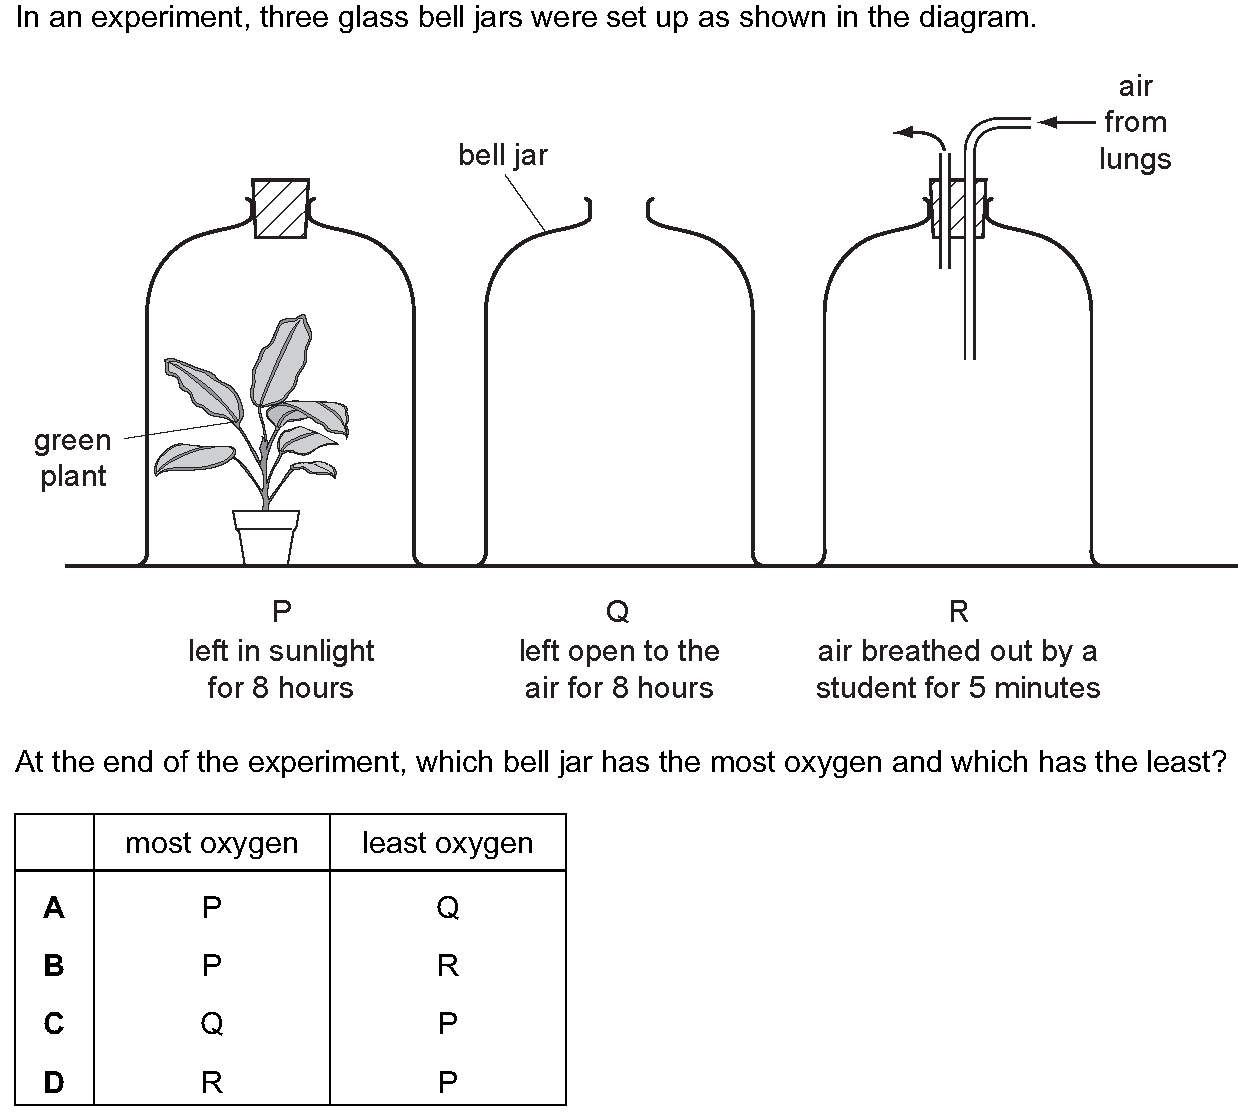 In an experiment, three glass bell jars were set up as shown in the diagram.
air
from
lungs
bell jar
green
plant
P
left in sunlight
for 8 hours
Q
left open to the
air for 8 hours
R
air breathed out by a
student for 5 minutes
At the end of the experiment, which bell jar has the most oxygen and which has the least?
most oxygen least oxygen
A P Q
B P R
C Q P
D R P